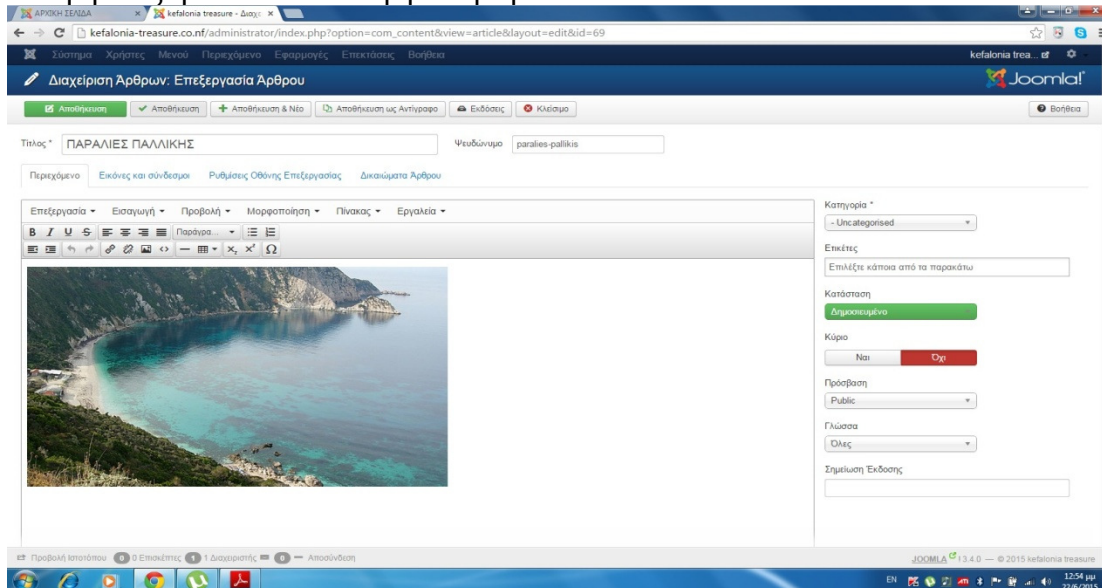 ΑΡΧΙΚΗ ΣΕΛΙΔΑ
kefalonia treasure - Διαχε
kefalonia-treasure.co.nf/administrator/index.php?option=com_content&view=article&layout=edit&id=69
Σύστημα Χρήστες Μενού Περιεχόμενο Εφαρμογές Επεκτάσεις Βοήθεια
kefalonia trea...
Διαχείριση Άρθρων: Επεξεργασία Άρθρου
Joomla!
Αποθήκευση Αποθήκευση Αποθήκευση & Νέο Αποθήκευση ως Αντίγραφο Εκδόσεις Κλείσιμο
Βοήθεια
Τίτλος * ΠΑΡΑΛΙΕΣ ΠΑΛΛΙΚΗΣ Ψευδώνυμο paralies-pallikis
Περιεχόμενο Εικόνες και σύνδεσμοι Ρυθμίσεις Οθόνης Επεξεργασίας Δικαιώματα Άρθρου
Επεξεργασία Εισαγωγή Προβολή Μορφοποίηση Πίνακας Εργαλεία
B I U S Παράγρα...
Ω
Κατηγορία *
- Uncategorised
Ετικέτες
Επιλέξτε κάποια από τα παρακάτω
Κατάσταση
Δημοσιευμένο
Κύριο
Ναι Όχι
Πρόσβαση
Public
Γλώσσα
Όλες
Σημείωση Έκδοσης
Προβολή Ιστοτόπου 0 0 Επισκέπτες 1 1 Διαχειριστής 0 Αποσύνδεση
JOOMLA 3.4.0 — © 2015 kefalonia treasure
EN
12:54 μμ
22/6/2015